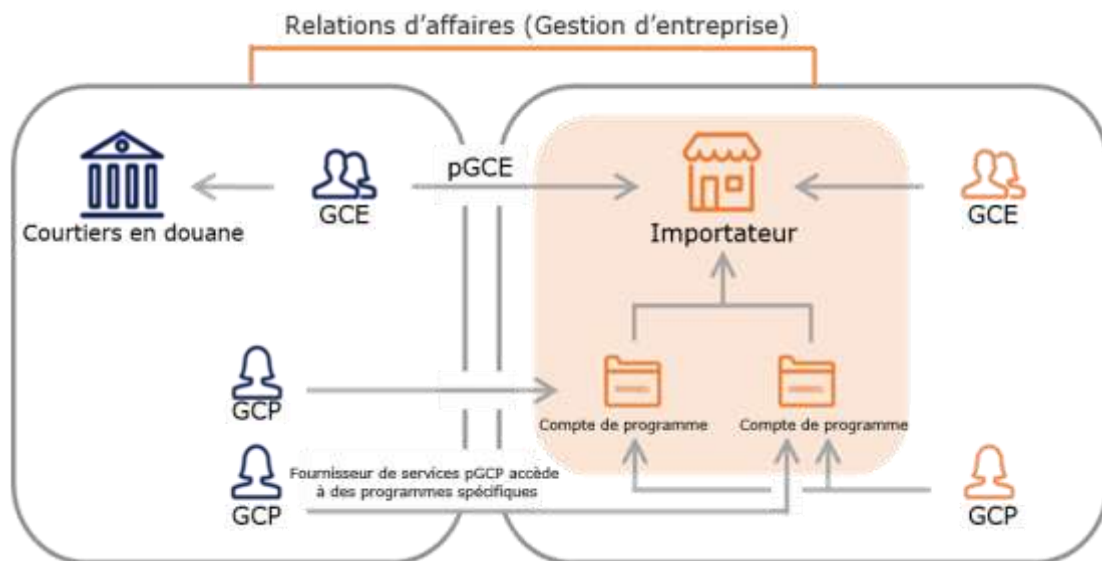 Relations d’affaires (Gestion d’entreprise)
pGCE
GCE
GCE
Courtiers en douane
Importateur
GCP
Compte de programme
Compte de programme
Fournisseur de services pGCP accède
à des programmes spécifiques
GCP
GCP